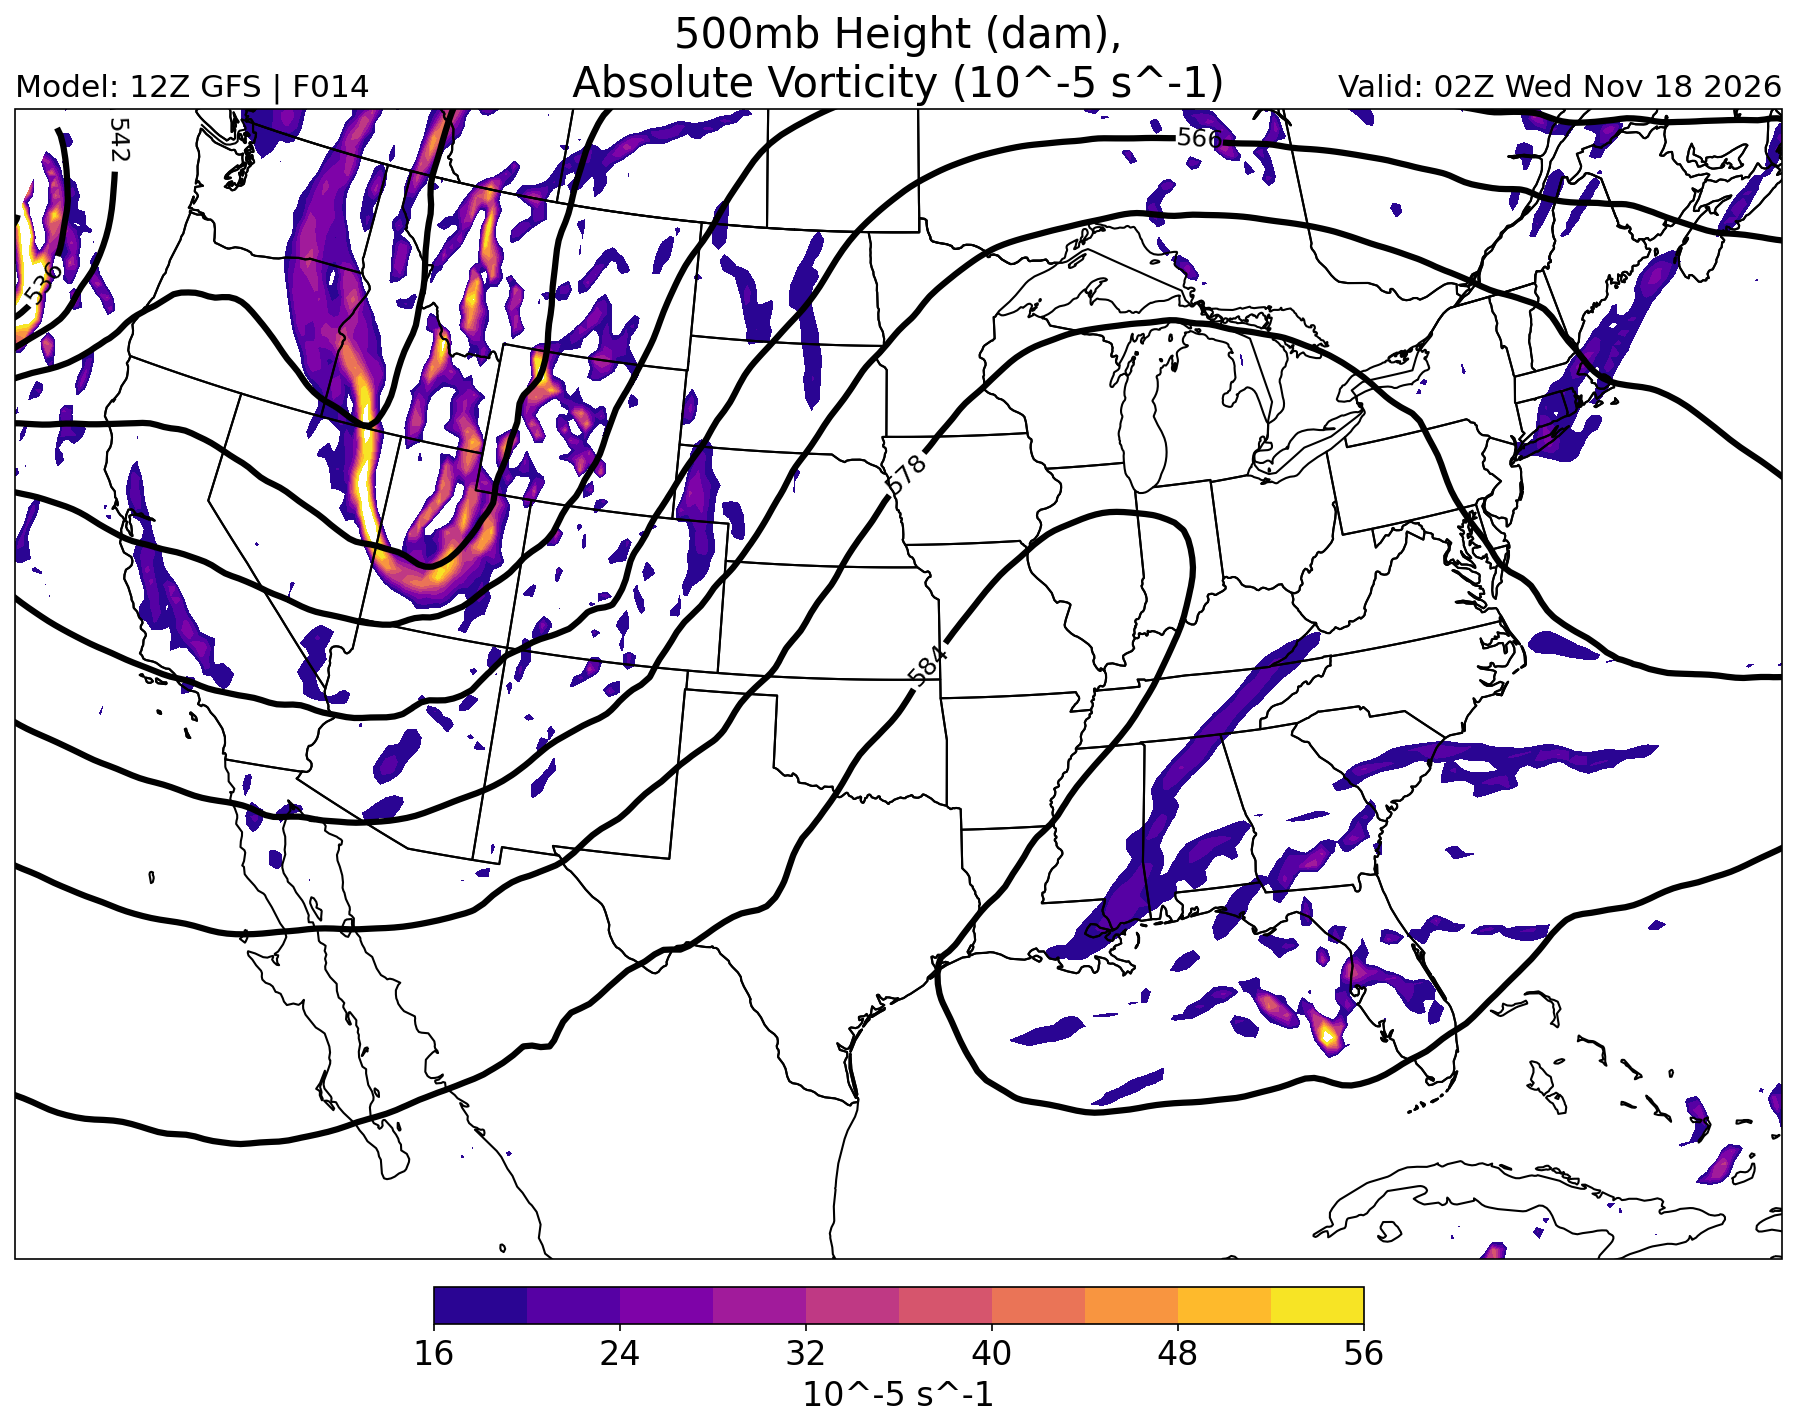 500mb Height (dam),
Model: 12Z GFS | F014
Absolute Vorticity (10^-5 s^-1)
Valid: 02Z Wed Nov 18 2026
542
566
536
578
584
16 24 32 40 48 56
10^-5 s^-1